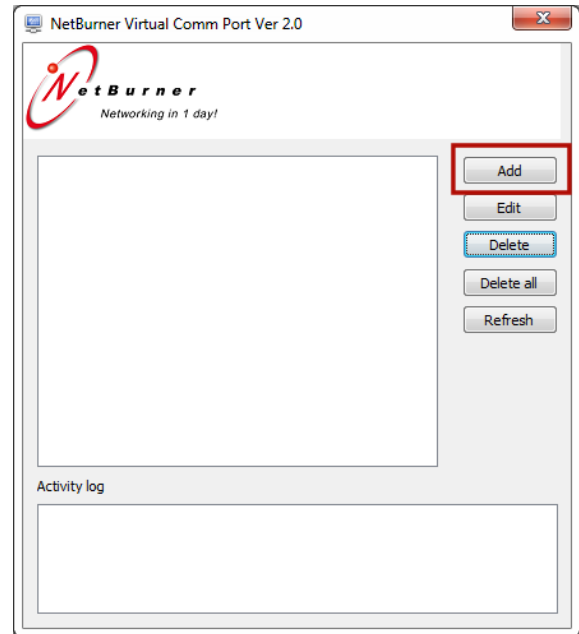 NetBurner Virtual Comm Port Ver 2.0
NetBurner
Networking in 1 day!
Add
Edit
Delete
Delete all
Refresh
Activity log